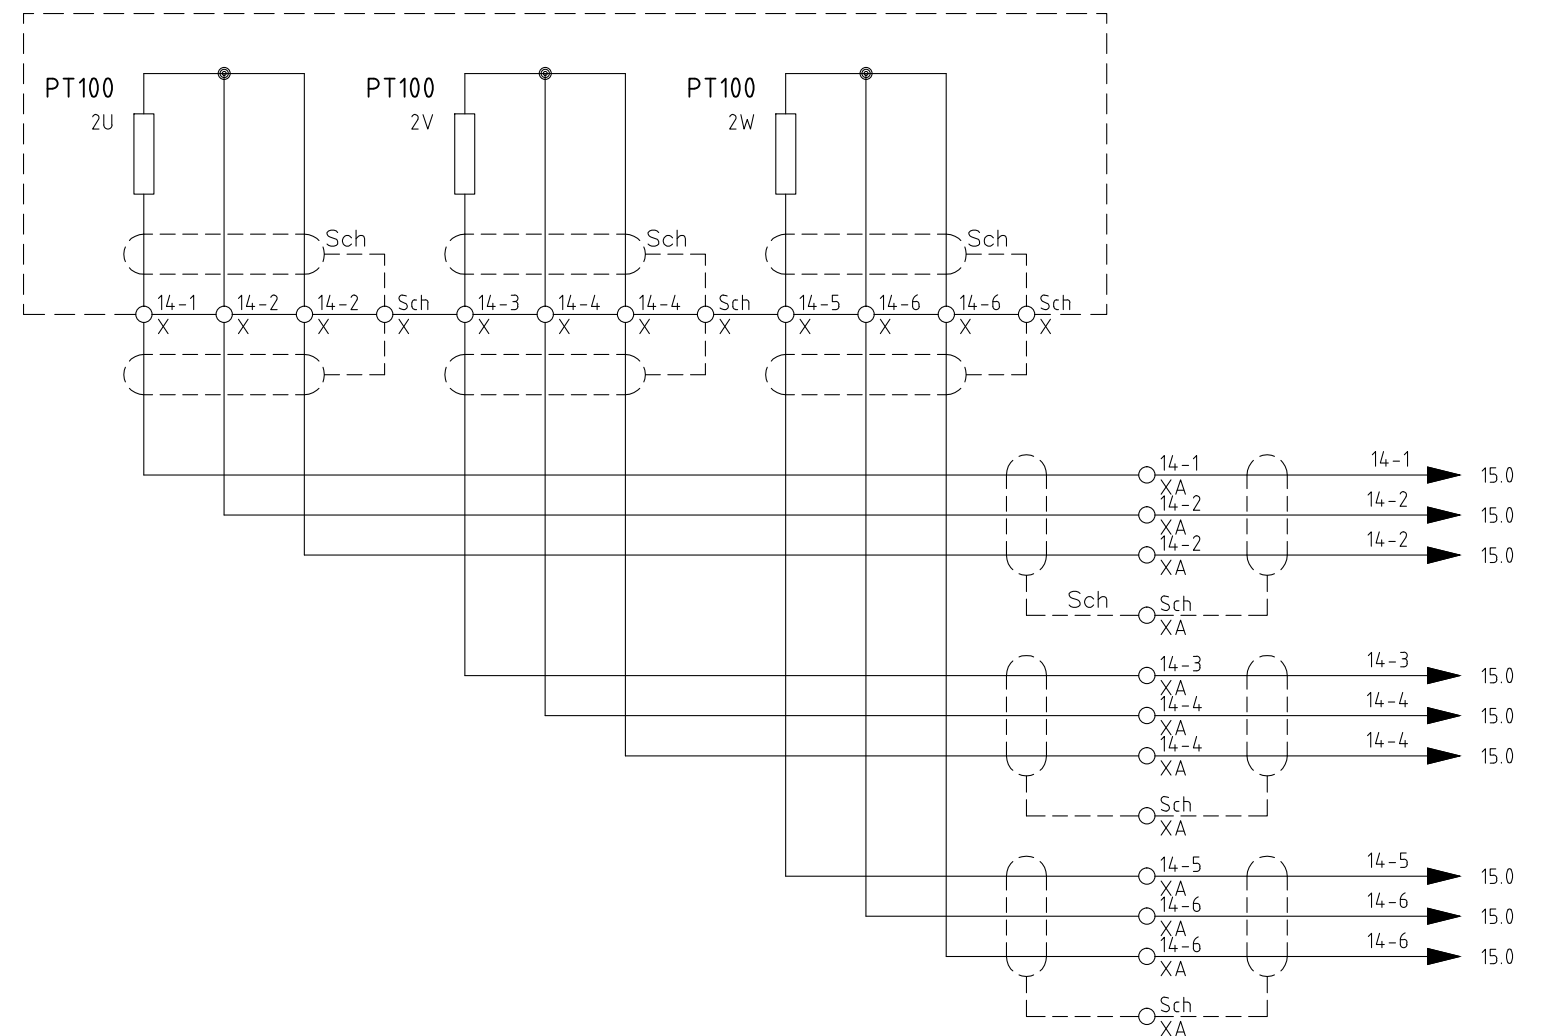 PT100 PT100 PT100
2U 2V 2W
Sch Sch Sch
14-1 14-2 14-2 Sch 14-3 14-4 14-4 Sch 14-5 14-6 14-6 Sch
X X X X X X X X X X X X
14-1 14-1
15.0
XA
14-2 14-2
15.0
XA
14-2 14-2
15.0
XA
Sch Sch
XA
14-3 14-3
15.0
XA
14-4 14-4
15.0
XA
14-4 14-4
15.0
XA
Sch
XA
14-5 14-5
15.0
XA
14-6 14-6
15.0
XA
14-6 14-6
15.0
XA
Sch
XA